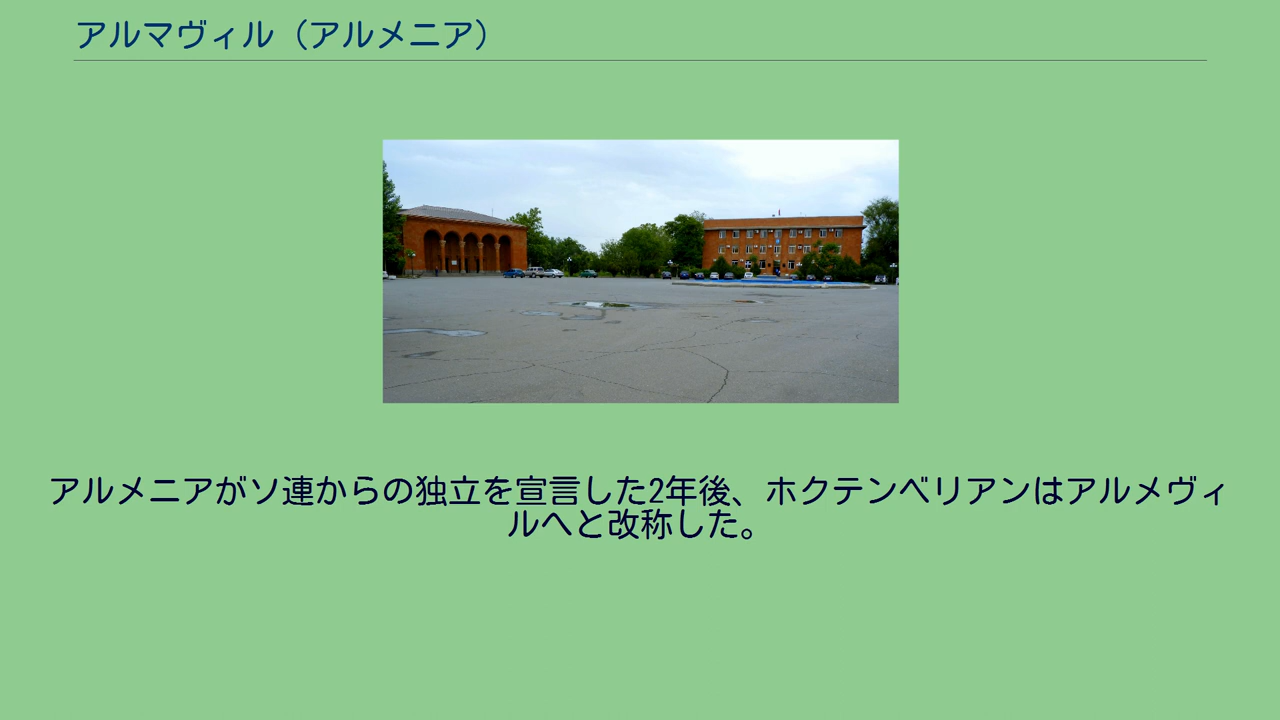 アルマヴィル（アルメニア）
アルメニアがソ連からの独立を宣言した2年後、ホクテンベリアンはアルメヴィ
ルへと改称した。